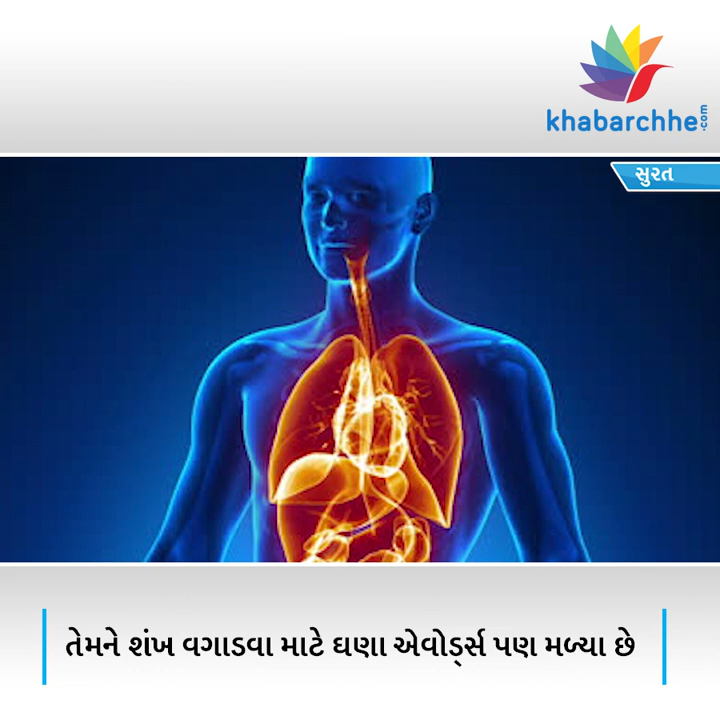 khabarchhe.com
સુરત
તેમને શંખ વગાડવા માટે ઘણા એવોર્ડ્સ પણ મળ્યા છે